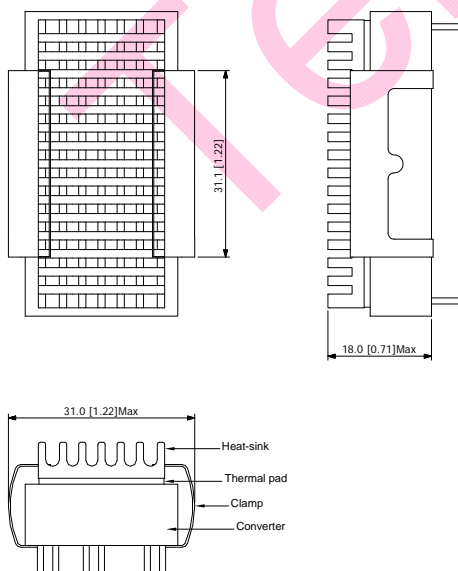 31.1 [1.22]
18.0 [0.71]Max
31.0 [1.22]Max
Heat-sink
Thermal pad
Clamp
Converter